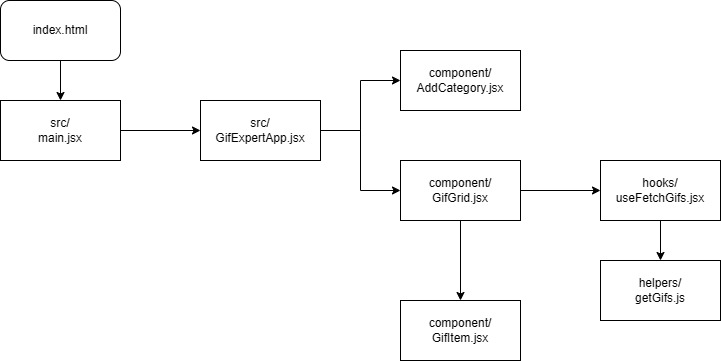 index.html
src/
main.jsx
src/
GifExpertApp.jsx
component/
AddCategory.jsx
component/
GifGrid.jsx
hooks/
useFetchGifs.jsx
helpers/
getGifs.js
component/
GifItem.jsx